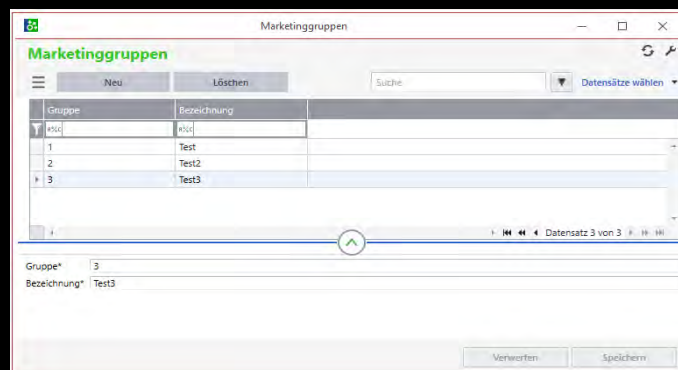 Marketinggruppen
Marketinggruppen
Neu Löschen Suche Datensätze wählen
Gruppe Bezeichnung
1 Test
2 Test2
3 Test3
Datensatz 3 von 3
Gruppe* 3
Bezeichnung* Test3
Verwerfen Speichern